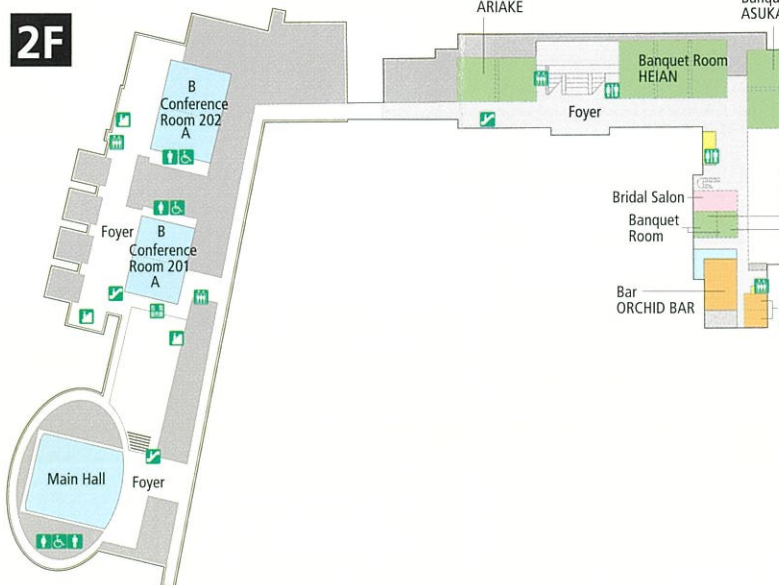 2F
ARIAKE
ASUKA
B
Conference
Room 202
A
Banquet Room
HEIAN
Foyer
B
Conference
Room 201
A
Foyer
Bridal Salon
Banquet
Room
Bar
ORCHID BAR
Main Hall
Foyer